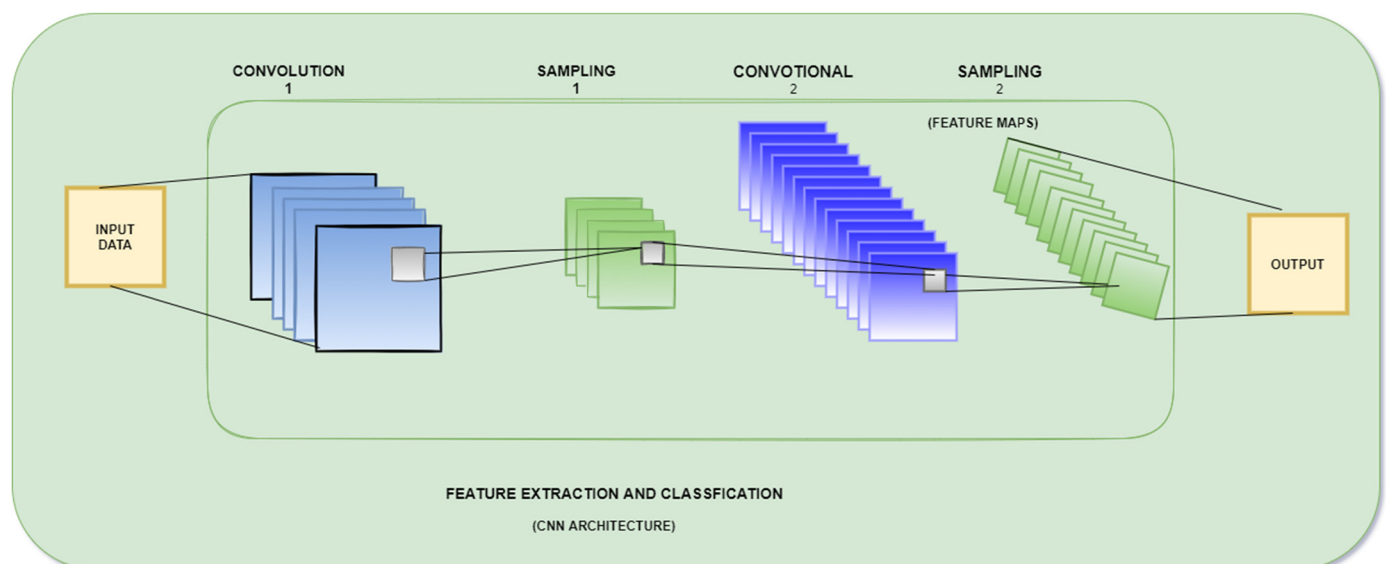 CONVOLUTION
1
SAMPLING
1
CONVOTIONAL
2
SAMPLING
2
(FEATURE MAPS)
INPUT
DATA
OUTPUT
FEATURE EXTRACTION AND CLASSFICATION
(CNN ARCHITECTURE)